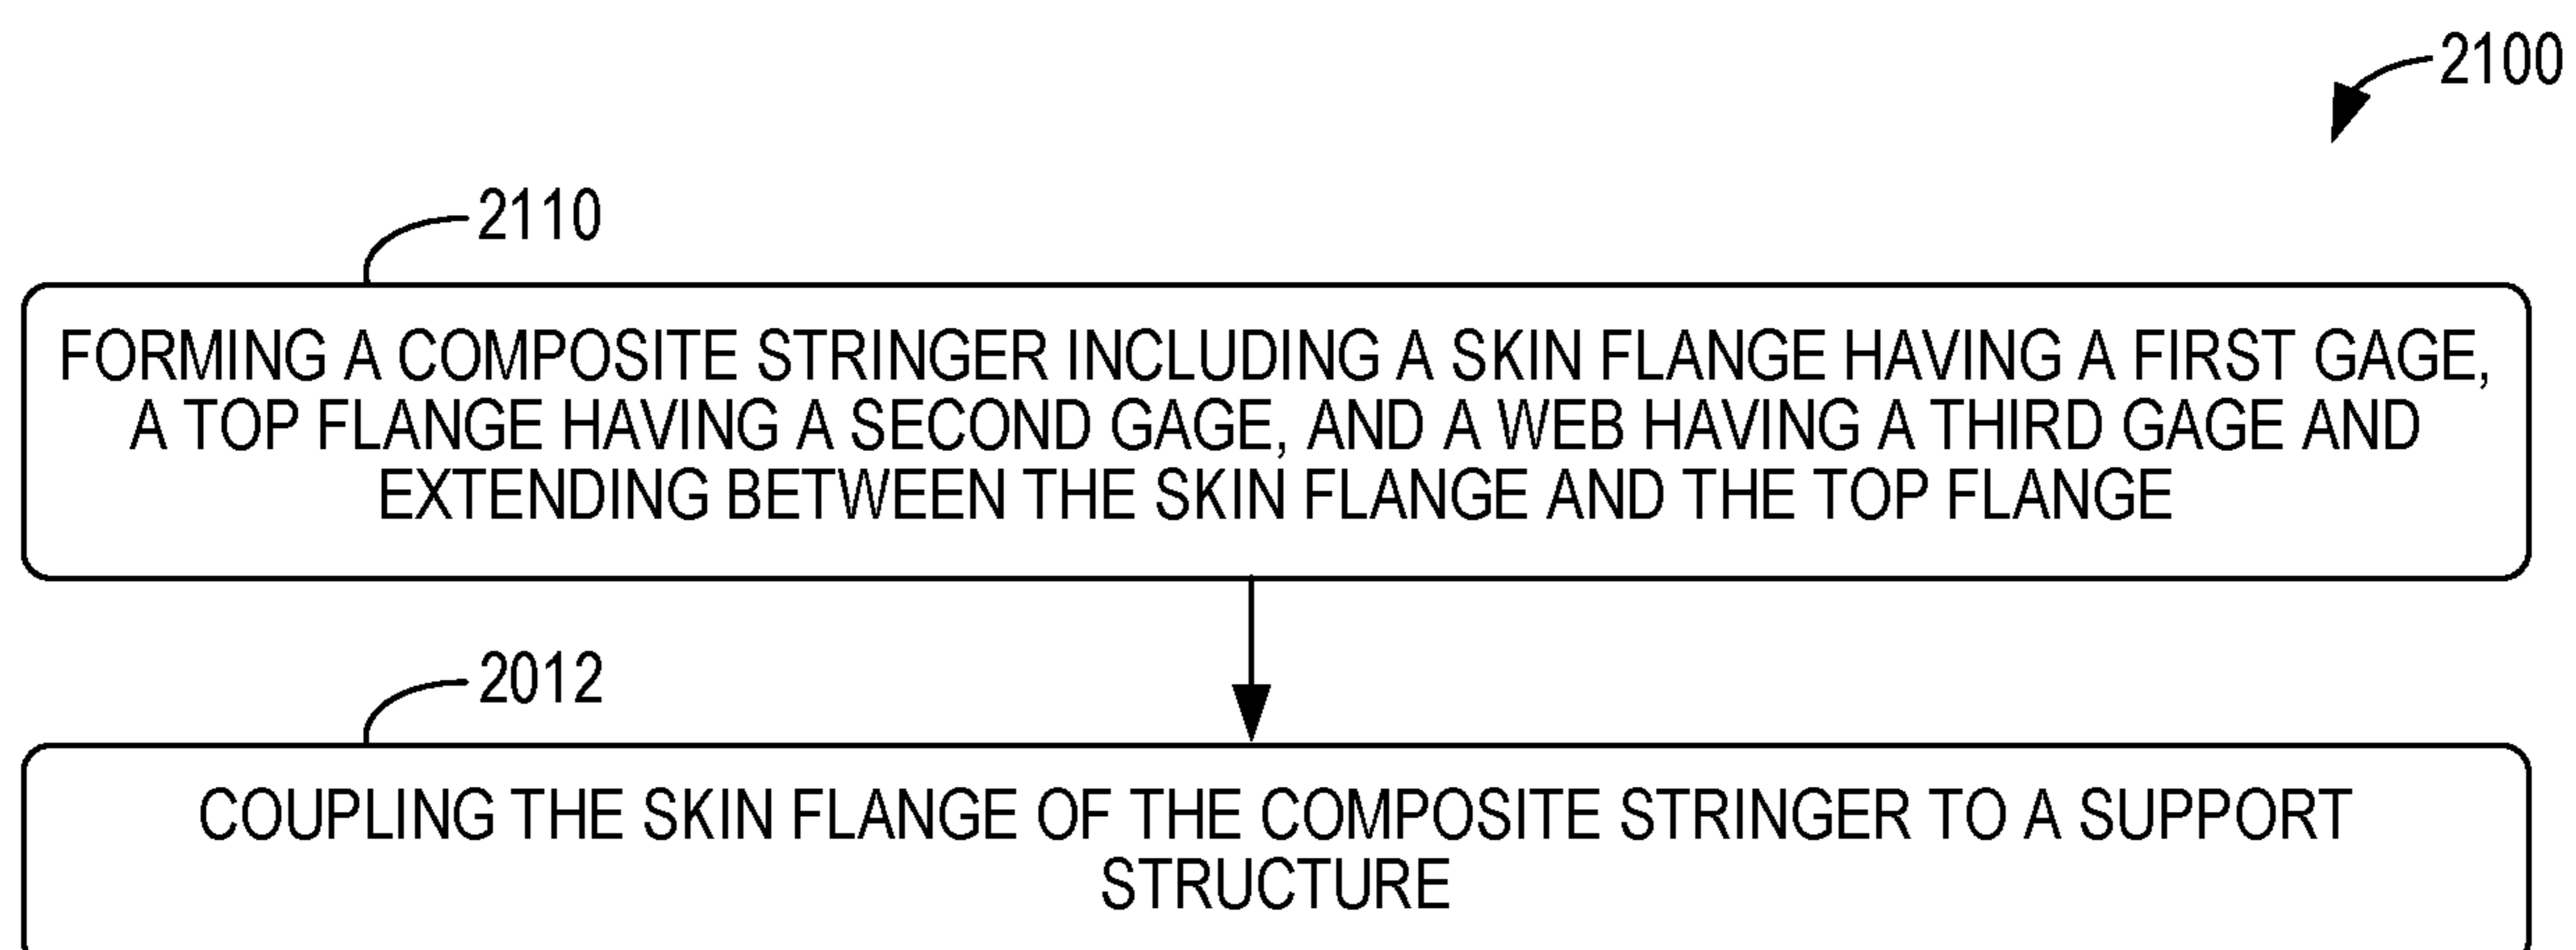 2100
2110
FORMING A COMPOSITE STRINGER INCLUDING A SKIN FLANGE HAVING A FIRST GAGE,
A TOP FLANGE HAVING A SECOND GAGE, AND A WEB HAVING A THIRD GAGE AND
EXTENDING BETWEEN THE SKIN FLANGE AND THE TOP FLANGE
2012
COUPLING THE SKIN FLANGE OF THE COMPOSITE STRINGER TO A SUPPORT
STRUCTURE